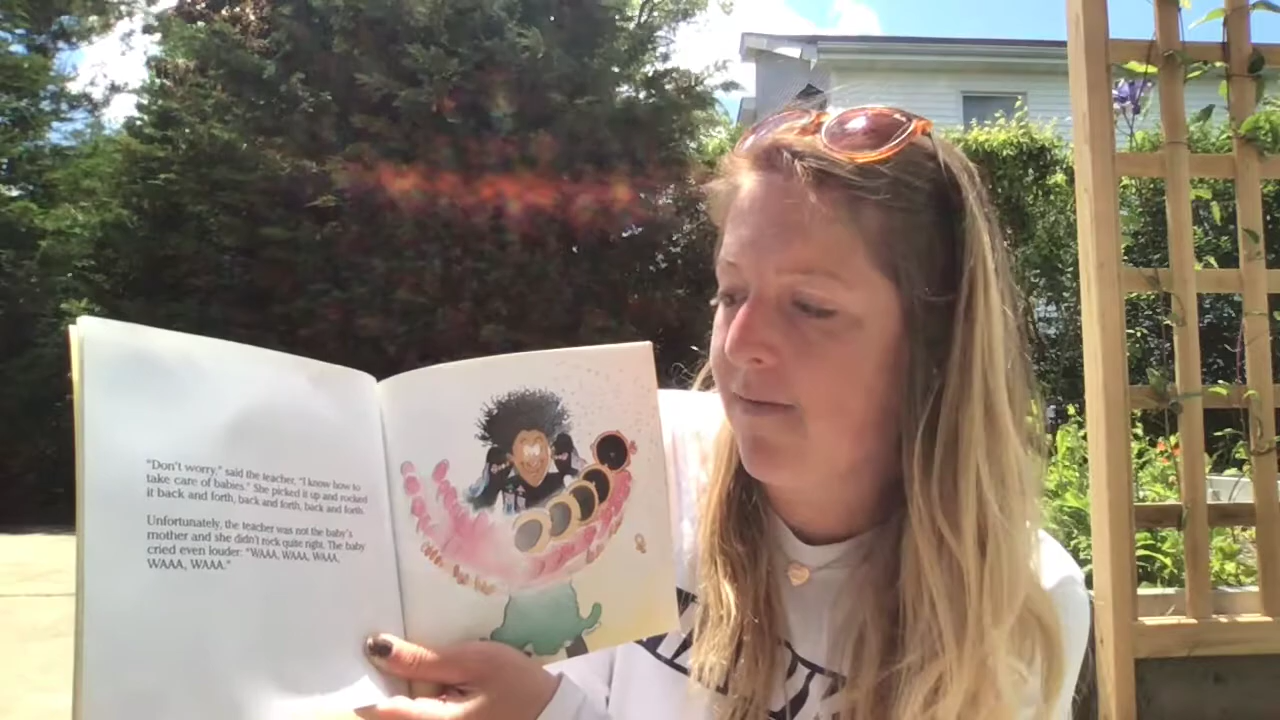 "Don't worry," said the teacher, "I know how to
take care of babies." She picked it up and rocked
it back and forth, back and forth, back and forth.
Unfortunately, the teacher was not the baby's
mother and she didn't rock quite right. The baby
cried even louder: "WAAA, WAAA, WAAA,
WAAA, WAAA."